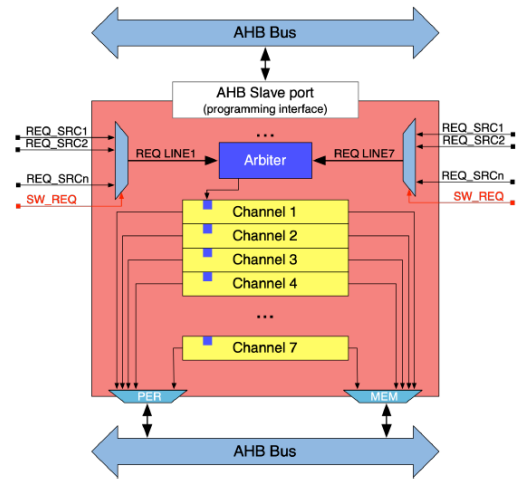 AHB Bus
AHB Slave port
(programming interface)
...
REQ_SRC1
REQ_SRC2
REQ_SRCn
SW_REQ
REQ LINE1
Arbiter
REQ LINE7
REQ_SRC1
REQ_SRC2
REQ_SRCn
SW_REQ
Channel 1
Channel 2
Channel 3
Channel 4
...
Channel 7
PER
MEM
AHB Bus